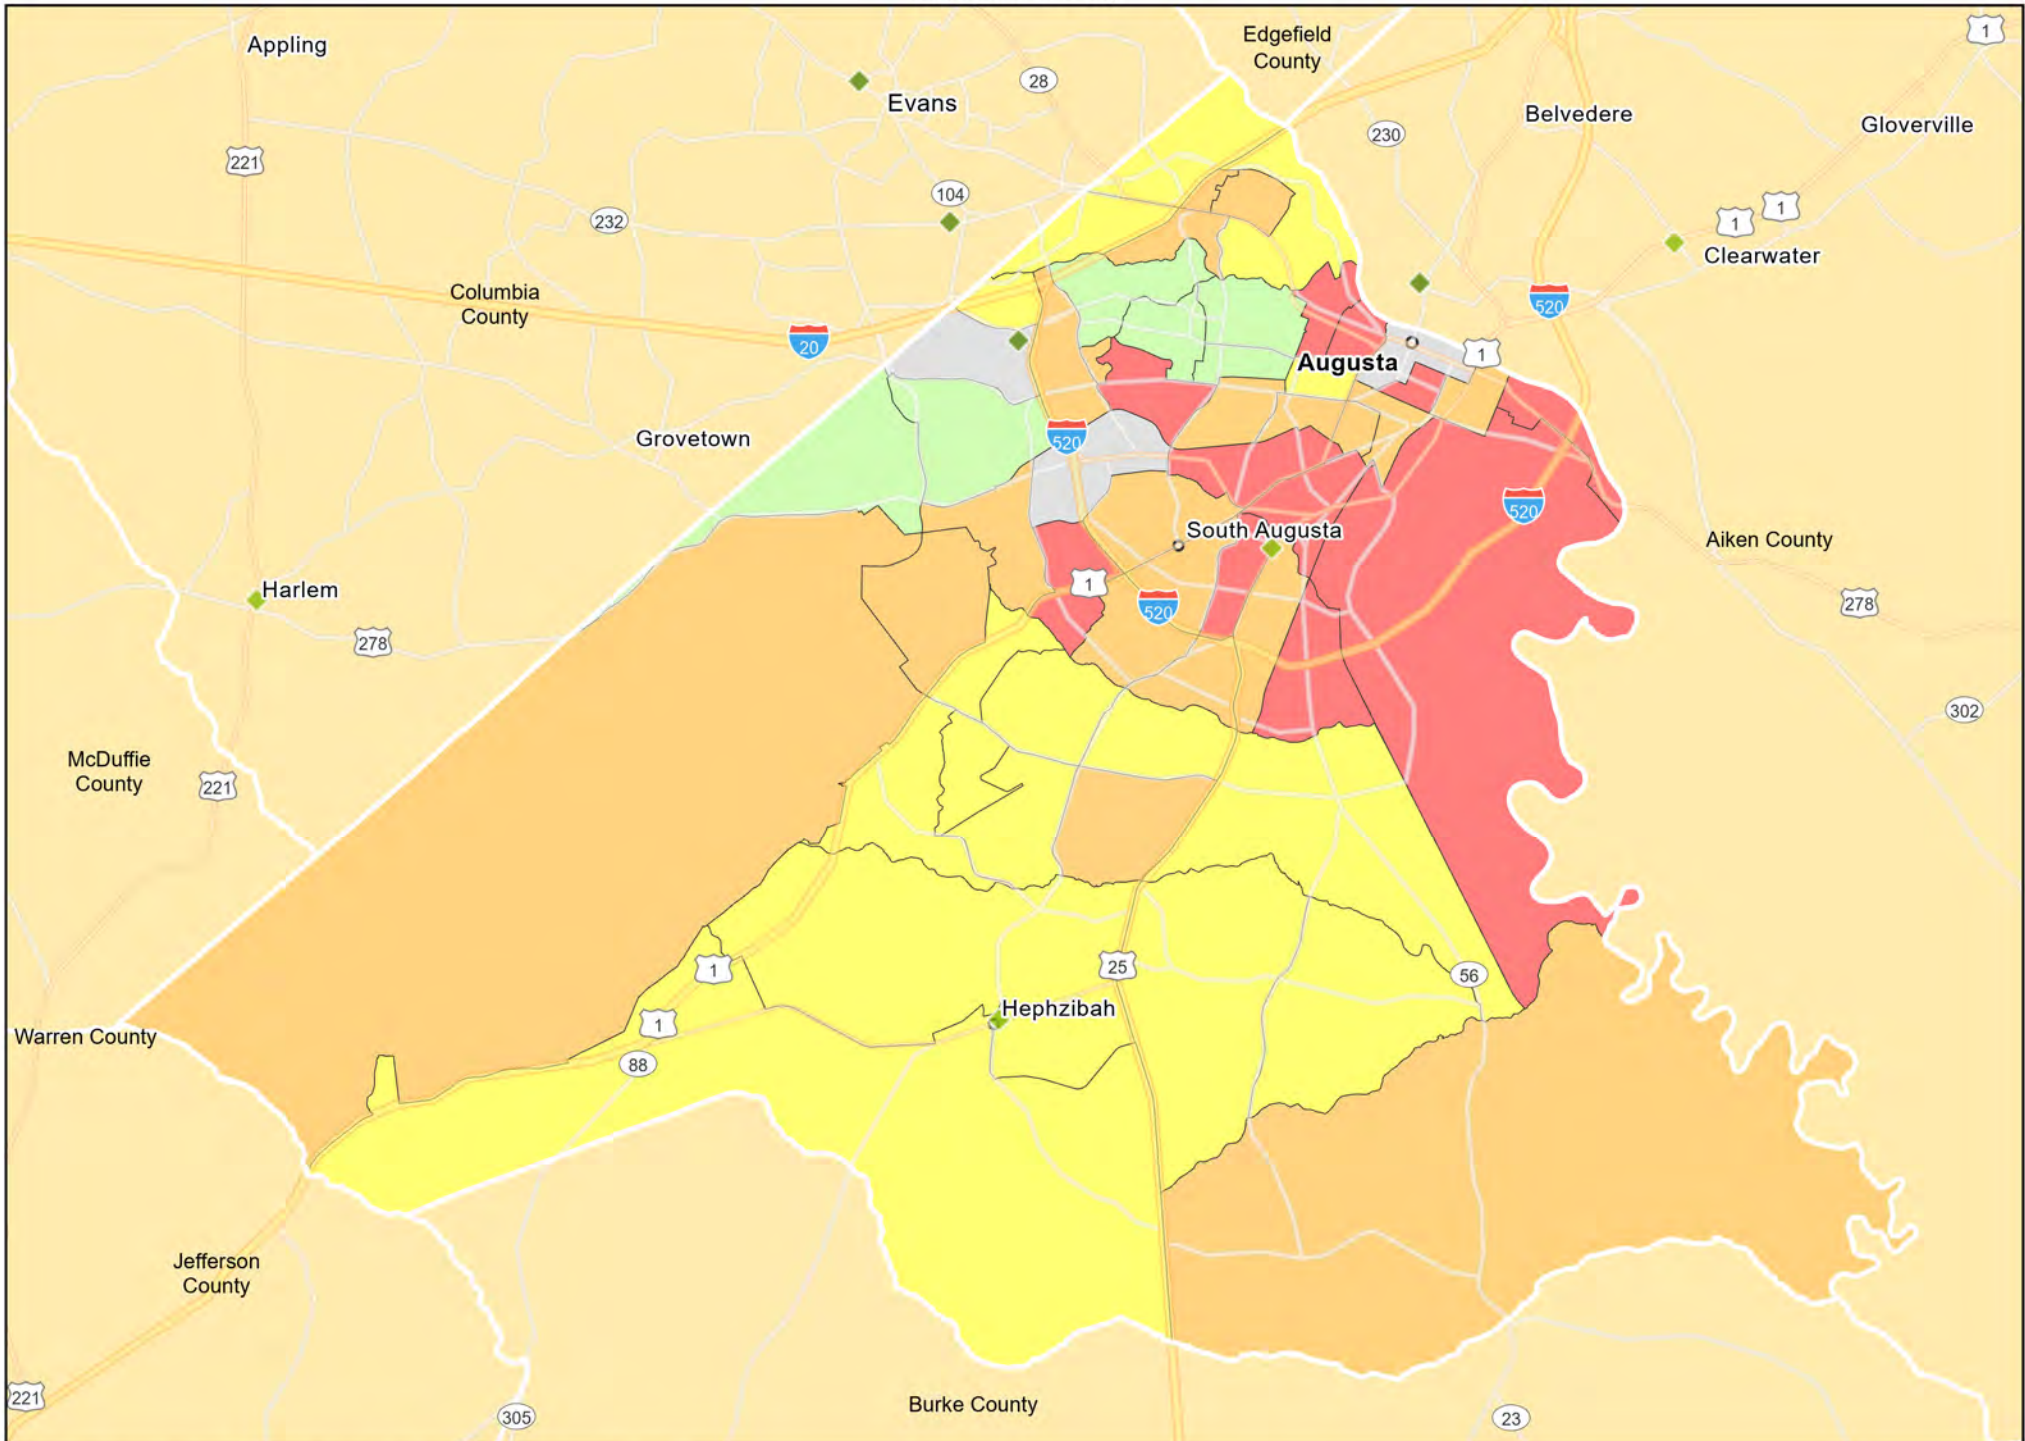 Appling
Edgefield
County
1
28
Evans
Belvedere
Gloverville
230
221
104
232
1
1
Clearwater
Columbia
County
520
20
1
Augusta
Grovetown
520
520
South Augusta
Aiken County
1
Harlem
520
278
278
302
McDuffie
County
221
1
25
56
Hephzibah
1
Warren County
88
Jefferson
County
221
305
Burke County
23